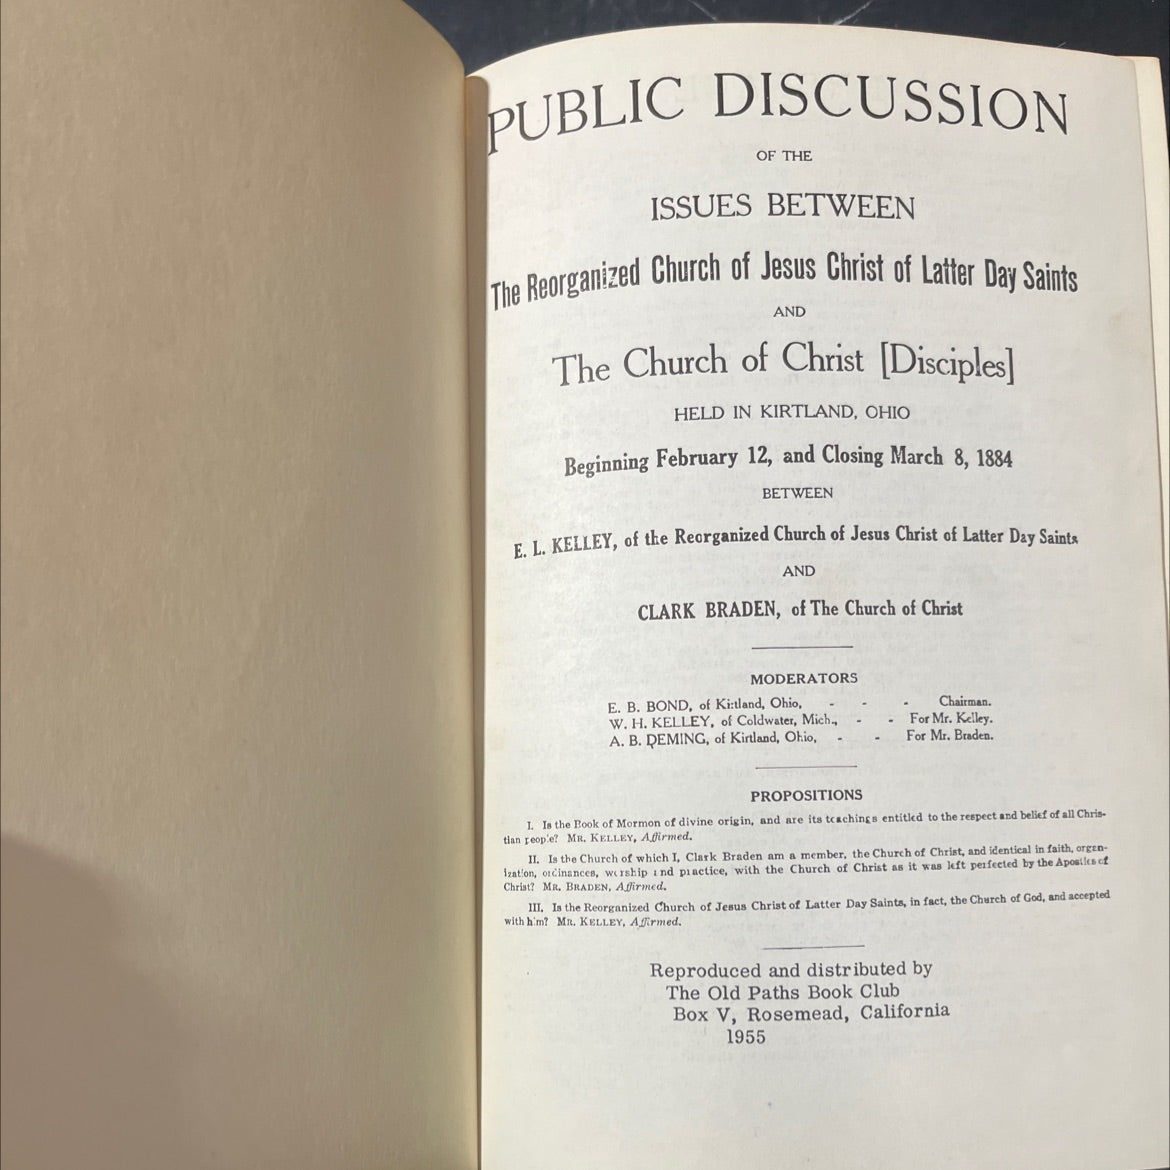 PUBLIC DISCUSSION
OF THE
ISSUES BETWEEN
The Reorganized Church of Jesus Christ of Latter Day Saints
AND
The Church of Christ [Disciples]
HELD IN KIRTLAND, OHIO
Beginning February 12, and Closing March 8, 1884
BETWEEN
E. L. KELLEY, of the Reorganized Church of Jesus Christ of Latter Day Saints
AND
CLARK BRADEN, of The Church of Christ
MODERATORS
E. B. BOND, of Kirtland, Ohio, - - - Chairman.
W. H. KELLEY, of Coldwater, Mich., - - For Mr. Kelley.
A. B. DEMING, of Kirtland, Ohio, - - For Mr. Braden.
PROPOSITIONS
I. Is the Book of Mormon of divine origin, and are its teachings entitled to the respect and belief of all Chris-
tian people? MR. KELLEY, Affirmed.
II. Is the Church of which I, Clark Braden am a member, the Church of Christ, and identical in faith, organ-
ization, ordinances, worship and practice, with the Church of Christ as it was left perfected by the Apostles of
Christ? MR. BRADEN, Affirmed.
III. Is the Reorganized Church of Jesus Christ of Latter Day Saints, in fact, the Church of God, and accepted
with him? MR. KELLEY, Affirmed.
Reproduced and distributed by
The Old Paths Book Club
Box V, Rosemead, California
1955